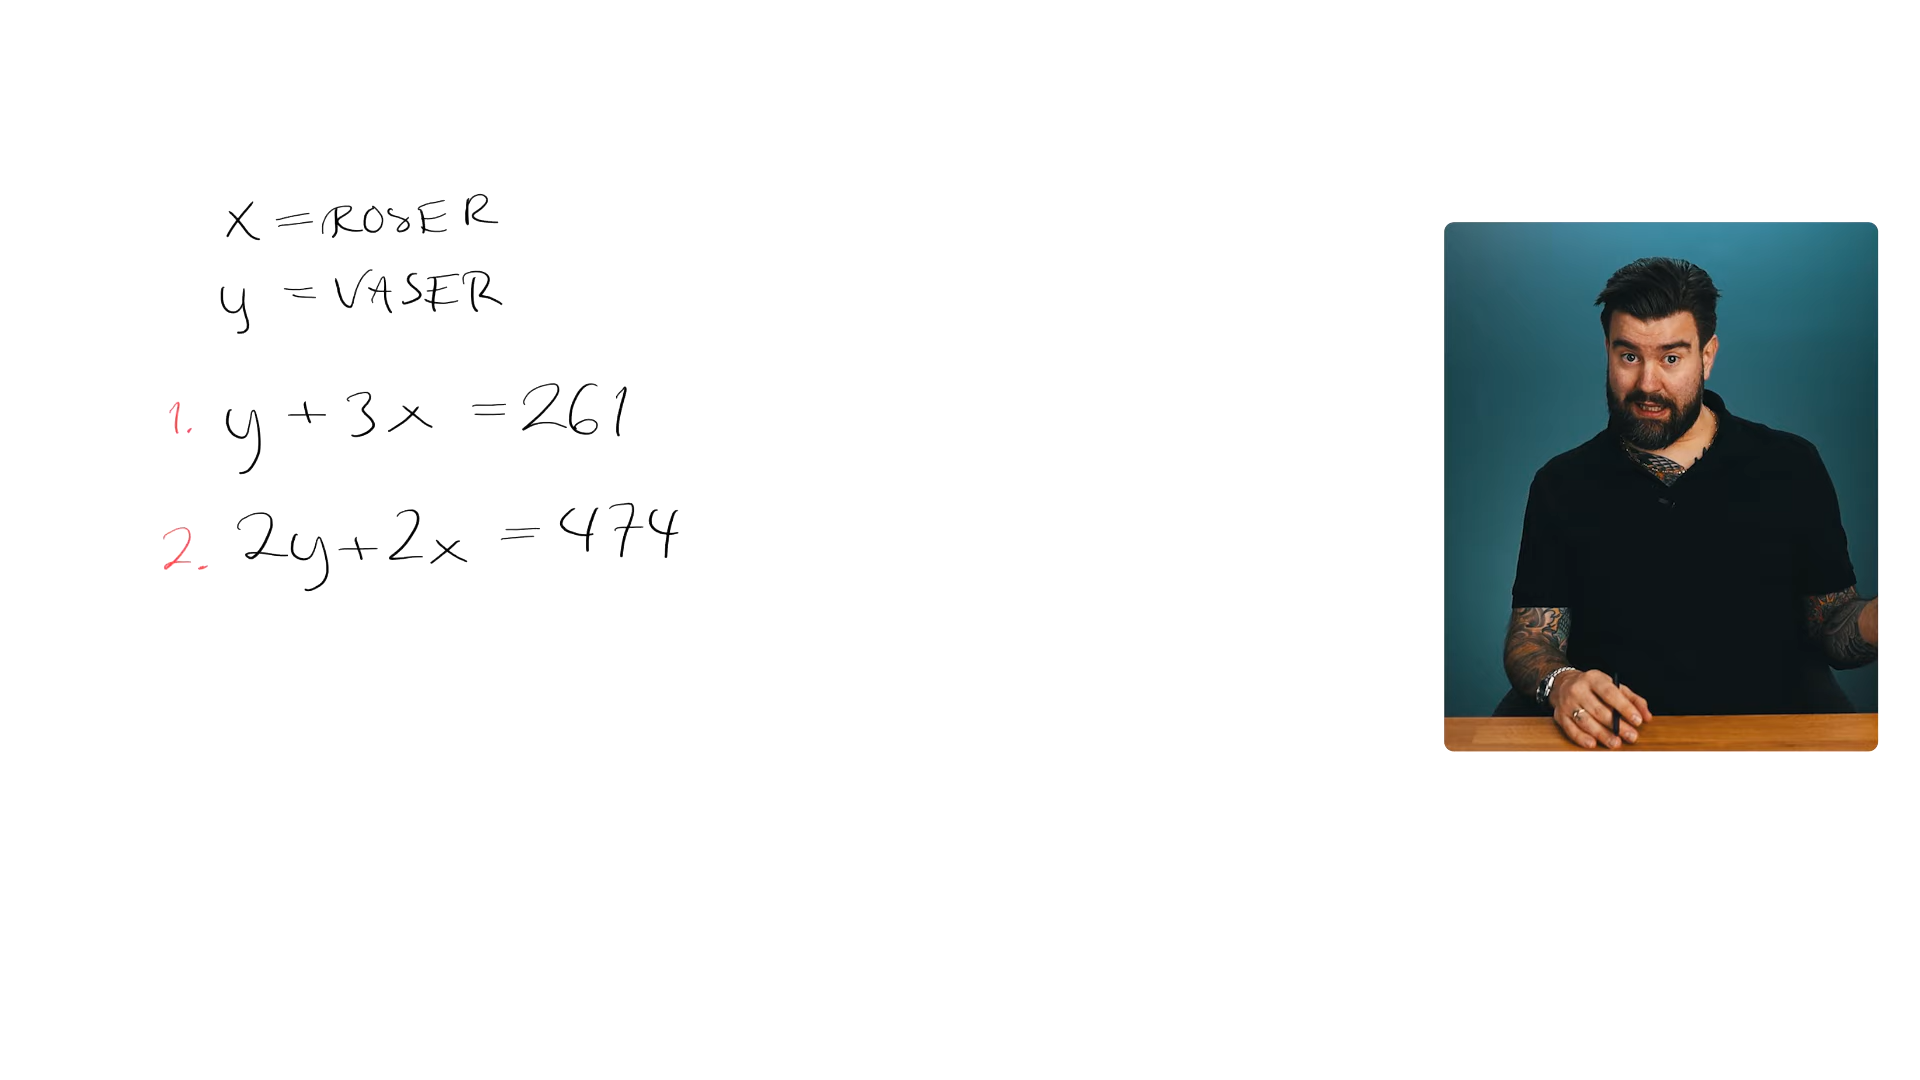 x = ROSER
y = VASER
1. y + 3x = 261
2. 2y + 2x = 474